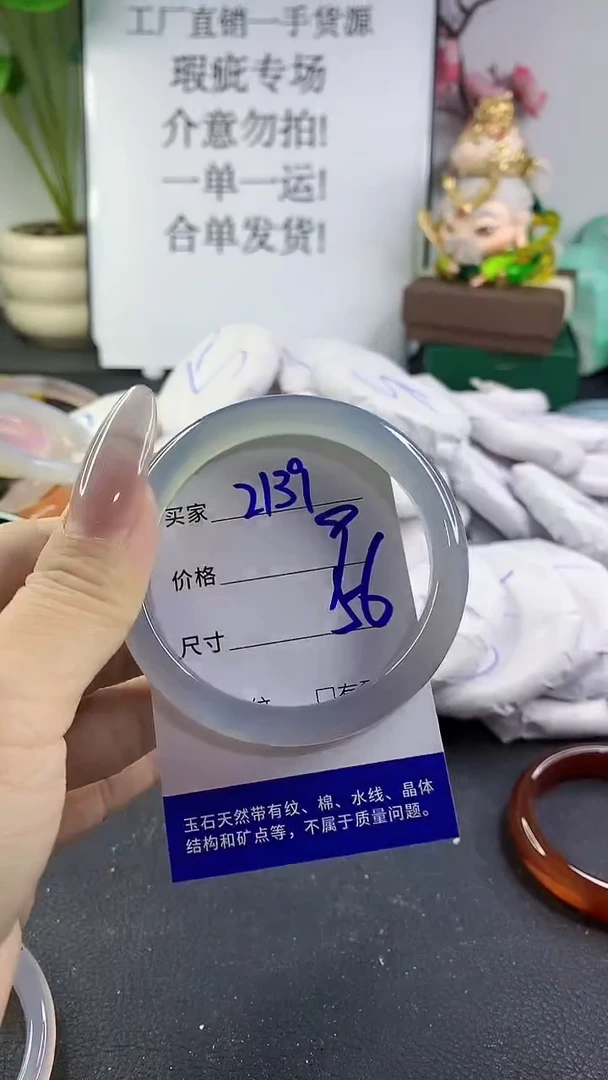 工厂直销一手货源
瑕疵专场
介意勿拍!
一单一运!
合单发货!
买家 2139
价格
尺寸 56
玉石天然带有纹、棉、水线、晶体
结构和矿点等，不属于质量问题。